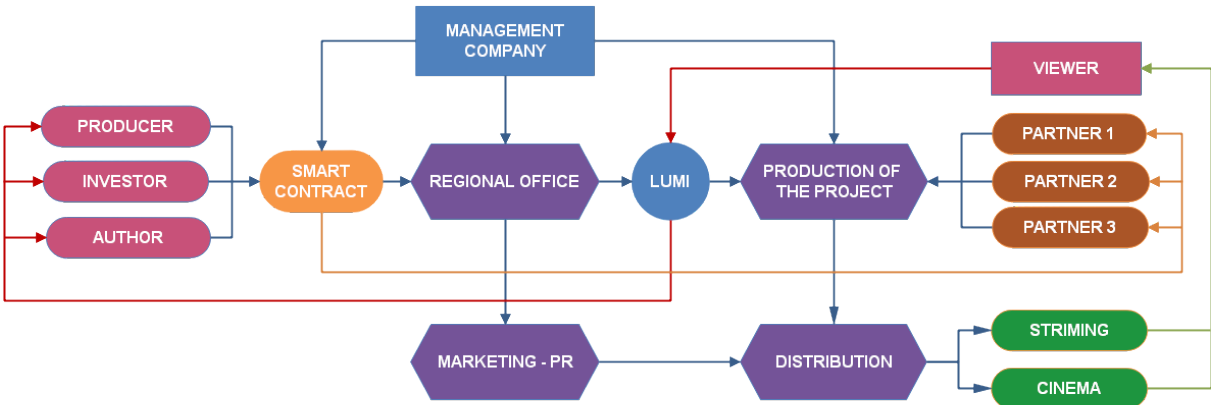 MANAGEMENT
COMPANY
VIEWER
PRODUCER
INVESTOR
AUTHOR
SMART
CONTRACT
REGIONAL OFFICE
LUMI
PRODUCTION OF
THE PROJECT
PARTNER 1
PARTNER 2
PARTNER 3
MARKETING - PR
DISTRIBUTION
STRIMING
CINEMA